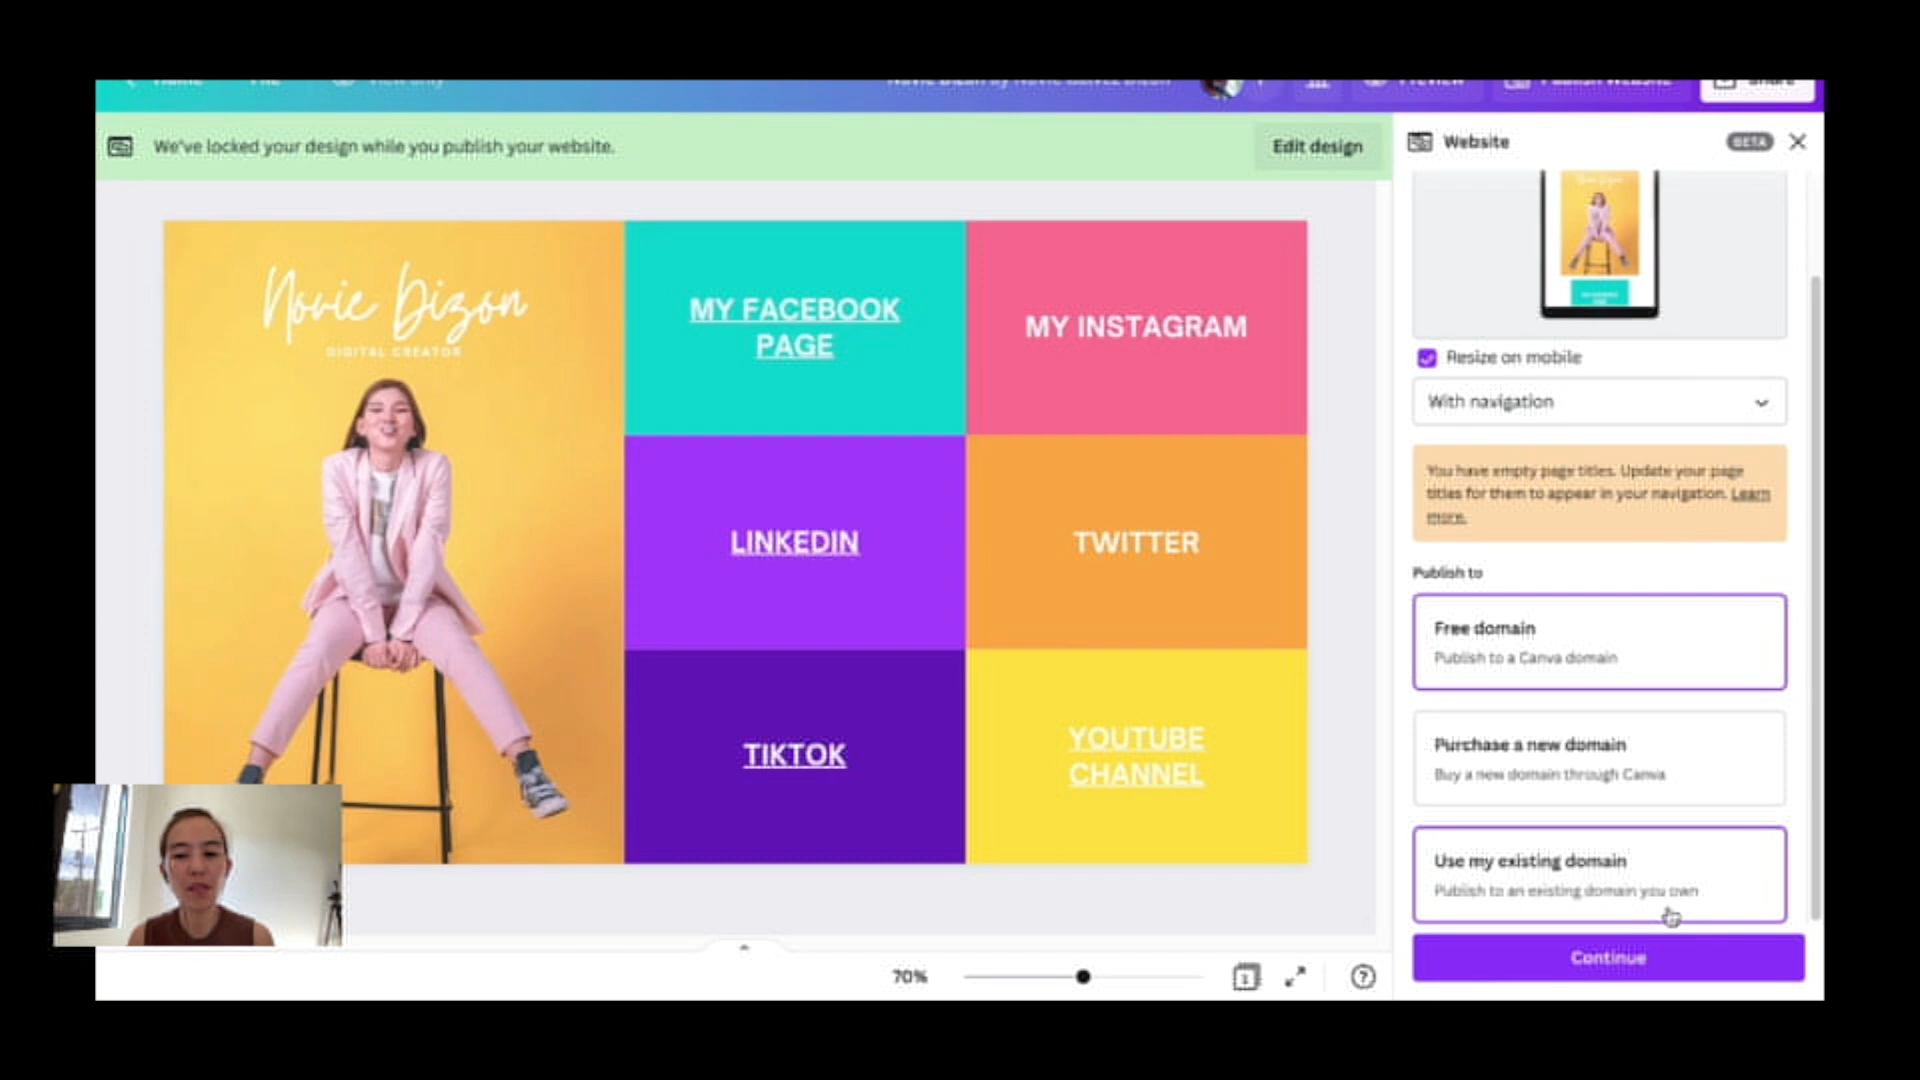 We've locked your design while you publish your website.
Edit design
Website
BETA
Novie Dizon
DIGITAL CREATOR
MY FACEBOOK
PAGE
MY INSTAGRAM
LINKEDIN
TWITTER
TIKTOK
YOUTUBE
CHANNEL
Resize on mobile
With navigation
You have empty page titles. Update your page
titles for them to appear in your navigation. Learn
more.
Publish to
Free domain
Publish to a Canva domain
Purchase a new domain
Buy a new domain through Canva
Use my existing domain
Publish to an existing domain you own
Continue
70%
1
?